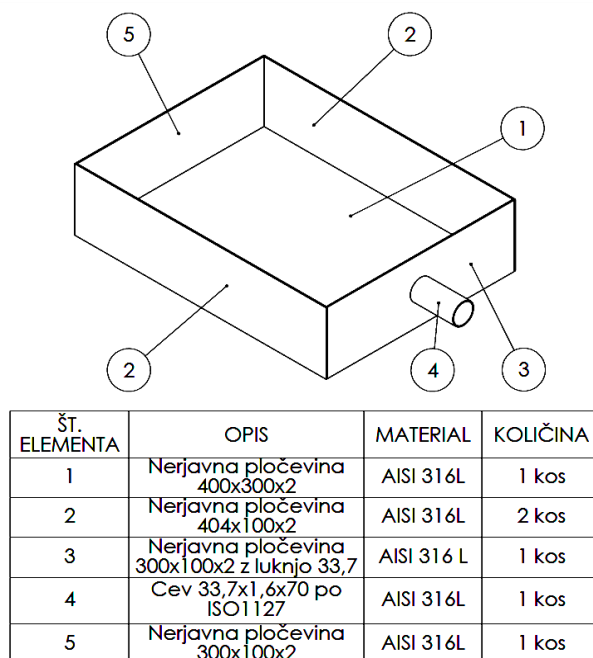 5
2
1
2
4
3
ŠT.
ELEMENTA
OPIS
MATERIAL
KOLIČINA
1
Nerjavna pločevina
400x300x2
AISI 316L
1 kos
2
Nerjavna pločevina
404x100x2
AISI 316L
2 kos
3
Nerjavna pločevina
300x100x2 z luknjo 33,7
AISI 316 L
1 kos
4
Cev 33,7x1,6x70 po
ISO1127
AISI 316L
1 kos
5
Nerjavna pločevina
300x100x2
AISI 316L
1 kos